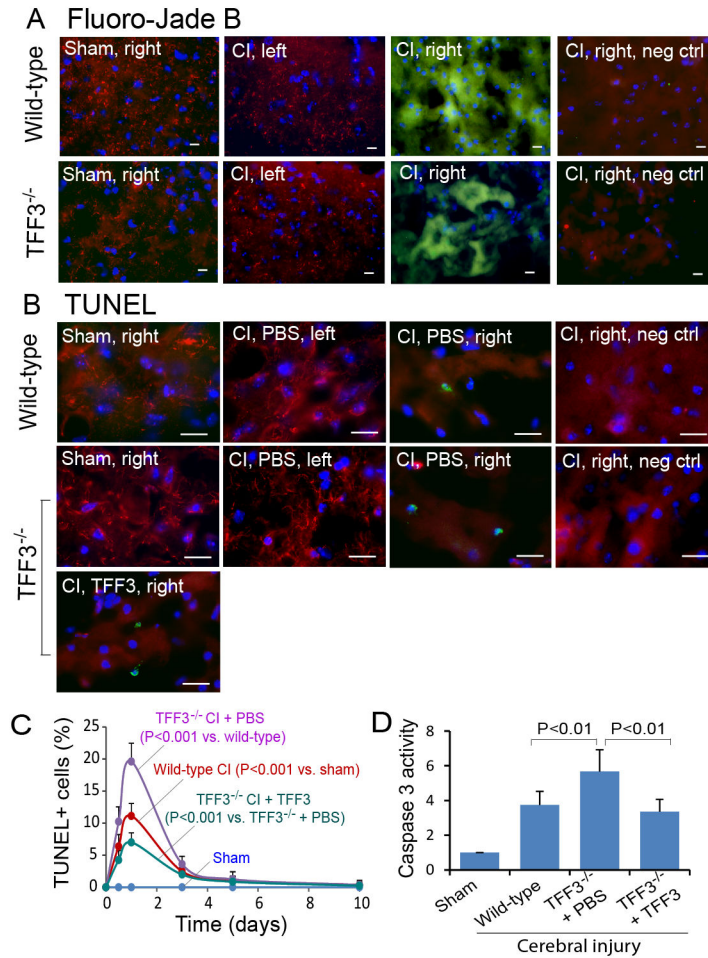 A Fluoro-Jade B
Wild-type
Sham, right
CI, left
CI, right
CI, right, neg ctrl
TFF3-/-
Sham, right
CI, left
CI, right
CI, right, neg ctrl
B TUNEL
Wild-type
Sham, right
CI, PBS, left
CI, PBS, right
CI, right, neg ctrl
TFF3-/-
Sham, right
CI, PBS, left
CI, PBS, right
CI, right, neg ctrl
CI, TFF3, right
C
TUNEL+ cells (%)
25
20
15
10
5
0
TFF3-/- CI + PBS
(P<0.001 vs. wild-type)
Wild-type CI (P<0.001 vs. sham)
TFF3-/- CI + TFF3
(P<0.001 vs. TFF3-/- + PBS)
Sham
0 2 4 6 8 10
Time (days)
D
Caspase 3 activity
8
6
4
2
0
P<0.01 P<0.01
Sham
Wild-type
TFF3-/-
+ PBS
TFF3-/-
+ TFF3
Cerebral injury